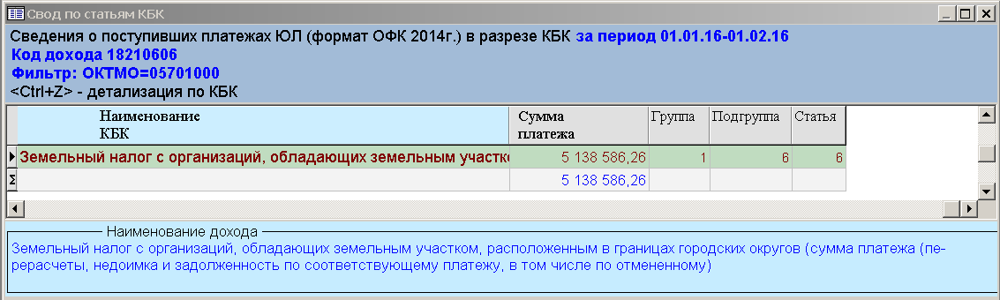 Свод по статьям КБК
Сведения о поступивших платежах ЮЛ (формат ОФК 2014г.) в разрезе КБК за период 01.01.16-01.02.16
Код дохода 18210606
Фильтр: ОКТМО=05701000
<Ctrl+Z> - детализация по КБК
Наименование КБК
Сумма платежа
Группа
Подгруппа
Статья
Земельный налог с организаций, обладающих земельным участко 5 138 586,26 1 6 6
Σ 5 138 586,26
Наименование дохода
Земельный налог с организаций, обладающих земельным участком, расположенным в границах городских округов (сумма платежа (пе-
рерасчеты, недоимка и задолженность по соответствующему платежу, в том числе по отмененному)